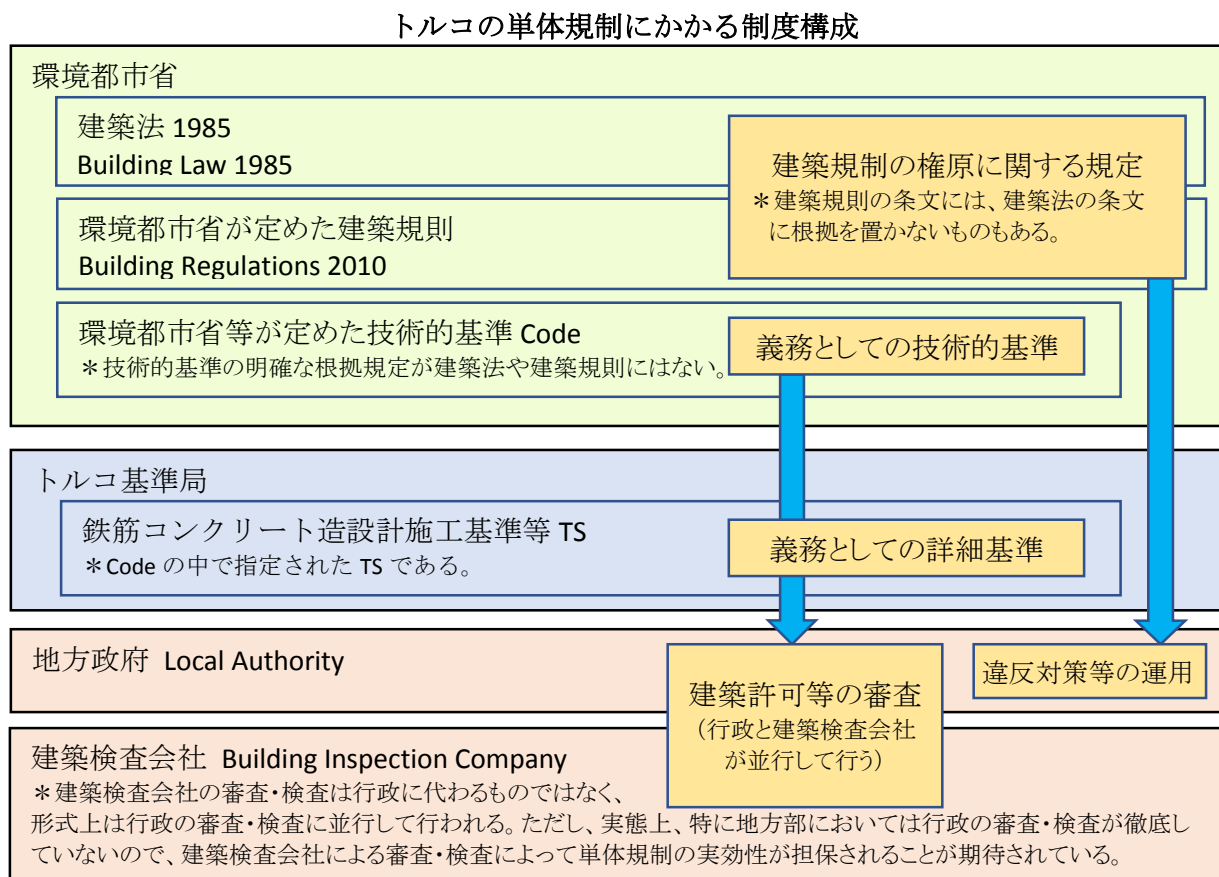 トルコの単体規制にかかる制度構成
環境都市省
建築法 1985
Building Law 1985
建築規制の権原に関する規定
＊建築規則の条文には、建築法の条文
に根拠を置かないものもある。
環境都市省が定めた建築規則
Building Regulations 2010
環境都市省等が定めた技術的基準 Code
＊技術的基準の明確な根拠規定が建築法や建築規則にはない。
義務としての技術的基準
トルコ基準局
鉄筋コンクリート造設計施工基準等 TS
＊Code の中で指定された TS である。
義務としての詳細基準
地方政府 Local Authority
建築許可等の審査
（行政と建築検査会社
が並行して行う）
違反対策等の運用
建築検査会社 Building Inspection Company
＊建築検査会社の審査・検査は行政に代わるものではなく、
形式上は行政の審査・検査に並行して行われる。ただし、実態上、特に地方部においては行政の審査・検査が徹底し
ていないので、建築検査会社による審査・検査によって単体規制の実効性が担保されることが期待されている。